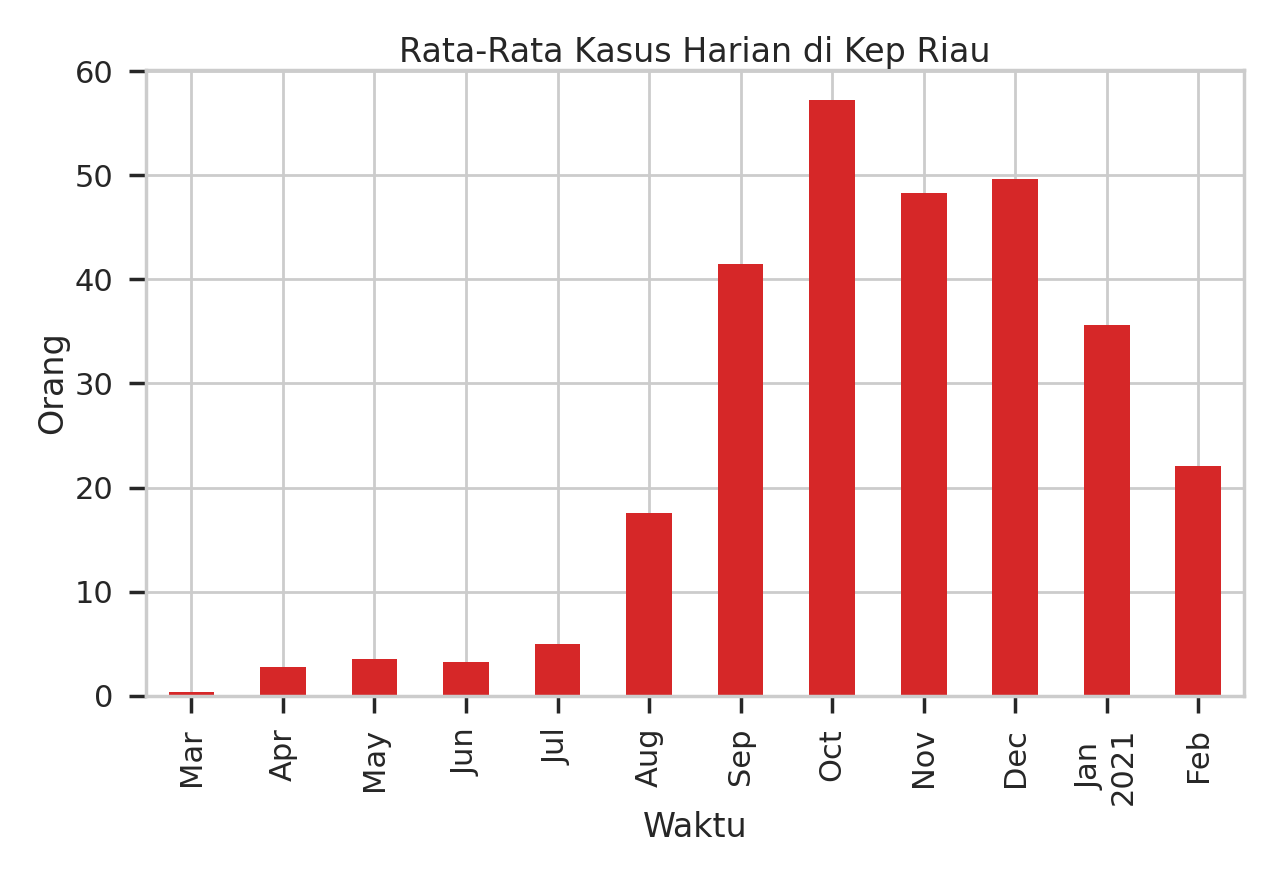 Rata-Rata Kasus Harian di Kep Riau
60
50
40
30
20
10
0
Orang
Mar
Apr
May
Jun
Jul
Aug
Sep
Oct
Nov
Dec
Jan
2021
Feb
Waktu